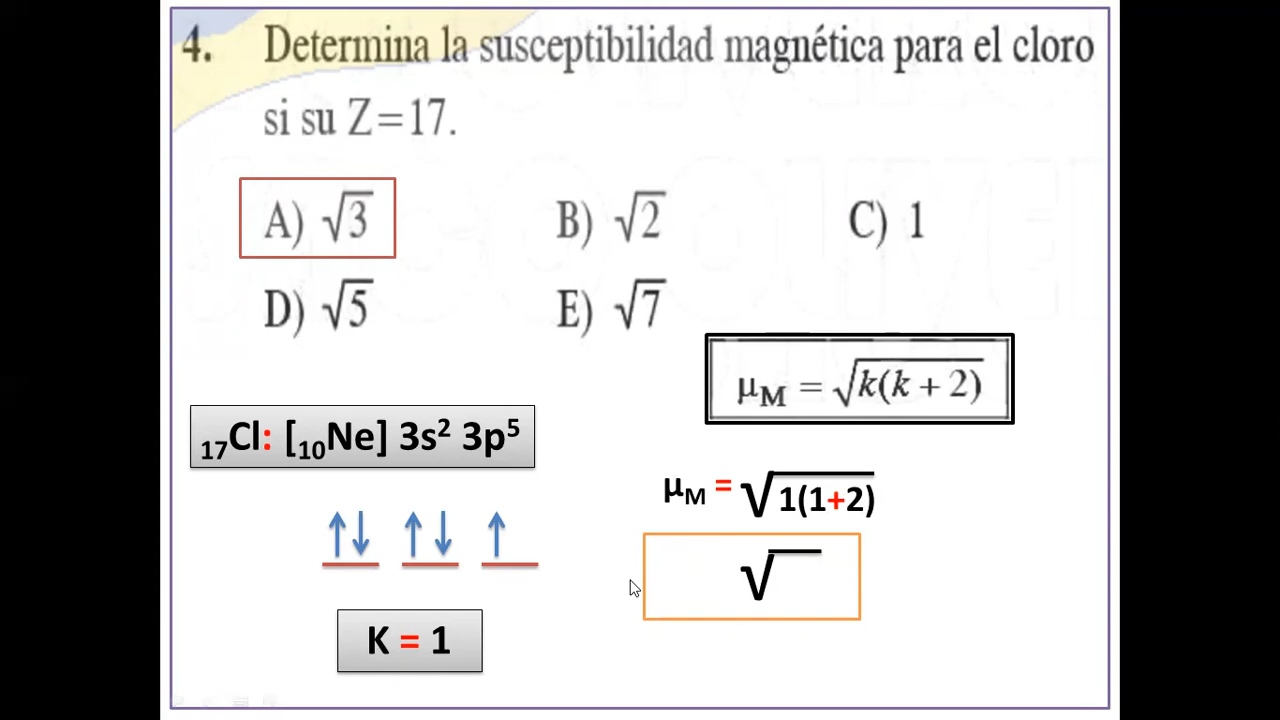 4. Determina la susceptibilidad magnética para el cloro
si su Z=17.
A) √3 B) √2 C) 1
D) √5 E) √7
μM = √k(k + 2)
₁₇Cl: [₁₀Ne] 3s² 3p⁵
μM = √1(1+2)
√
K = 1